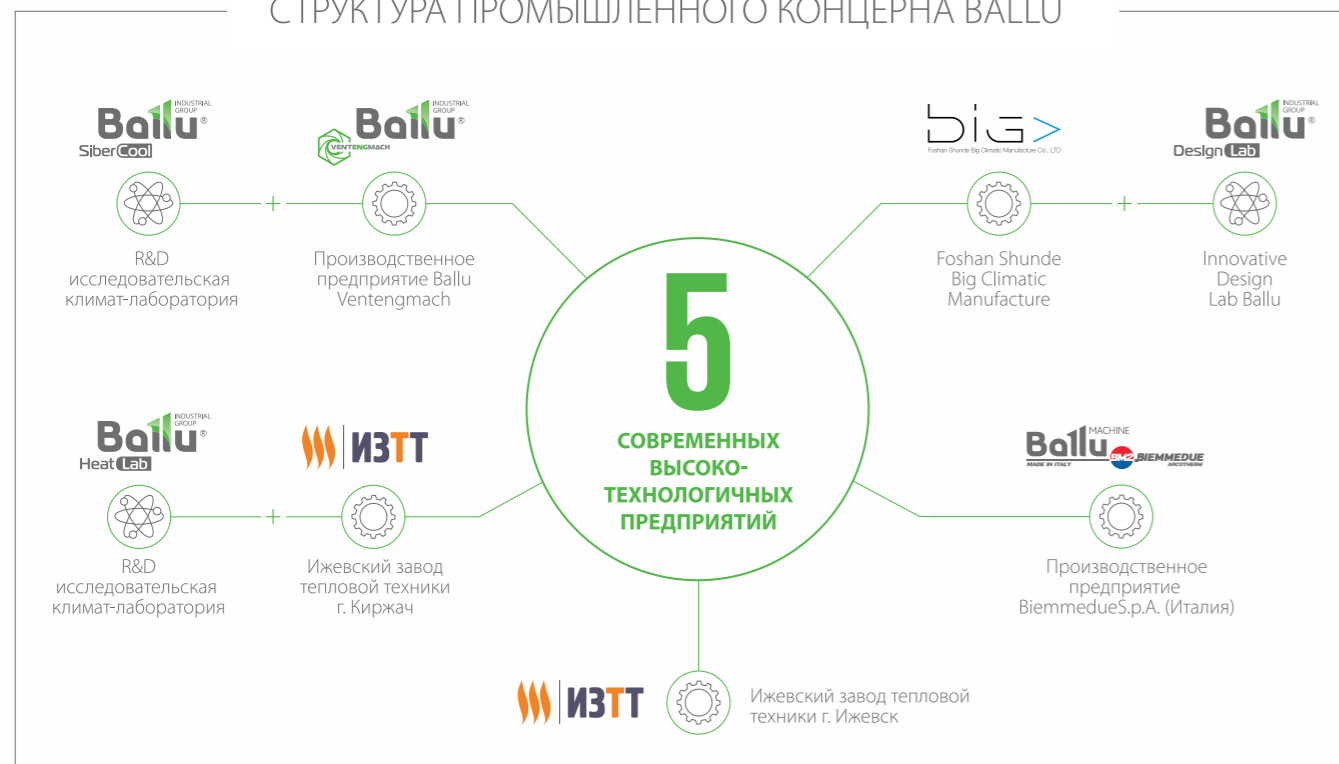 СТРУКТУРА ПРОМЫШЛЕННОГО КОНЦЕРНА BALLU
Ballu®
INDUSTRIAL
GROUP
SiberCool
R&D
исследовательская
климат-лаборатория
+
Ballu®
INDUSTRIAL
GROUP
VENTENGMACH
Производственное
предприятие Ballu
Ventengmach
BIG>
Foshan Shunde Big Climatic Manufacture Co., LTD
Foshan Shunde
Big Climatic
Manufacture
+
Ballu®
INDUSTRIAL
GROUP
Design Lab
Innovative
Design
Lab Ballu
5
СОВРЕМЕННЫХ
ВЫСОКО-
ТЕХНОЛОГИЧНЫХ
ПРЕДПРИЯТИЙ
Ballu®
INDUSTRIAL
GROUP
Heat Lab
R&D
исследовательская
климат-лаборатория
+
ИЗТТ
Ижевский завод
тепловой техники
г. Киржач
Ballu
MACHINE
MADE IN ITALY
BM2 BIEMMEDUE
ARCOTHERM
Производственное
предприятие
BiemmedueS.p.A. (Италия)
ИЗТТ
Ижевский завод тепловой
техники г. Ижевск